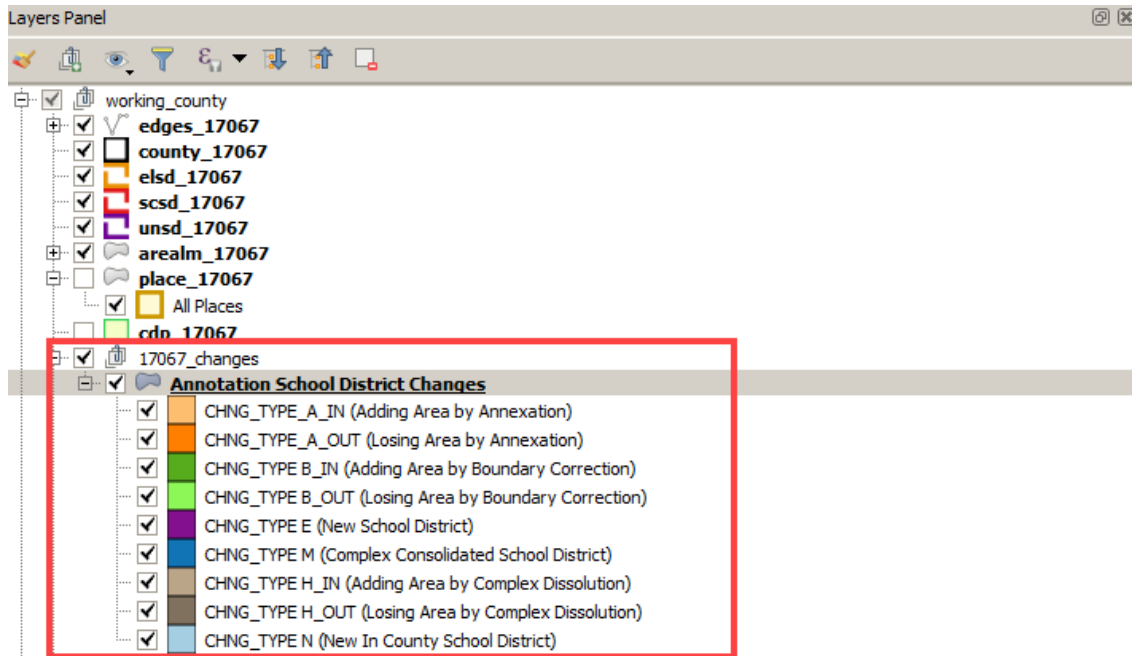 Layers Panel
working_county
edges_17067
county_17067
elsd_17067
scsd_17067
unsd_17067
arealm_17067
place_17067
All Places
cdp_17067
17067_changes
Annotation School District Changes
CHNG_TYPE_A_IN (Adding Area by Annexation)
CHNG_TYPE_A_OUT (Losing Area by Annexation)
CHNG_TYPE B_IN (Adding Area by Boundary Correction)
CHNG_TYPE B_OUT (Losing Area by Boundary Correction)
CHNG_TYPE E (New School District)
CHNG_TYPE M (Complex Consolidated School District)
CHNG_TYPE H_IN (Adding Area by Complex Dissolution)
CHNG_TYPE H_OUT (Losing Area by Complex Dissolution)
CHNG_TYPE N (New In County School District)